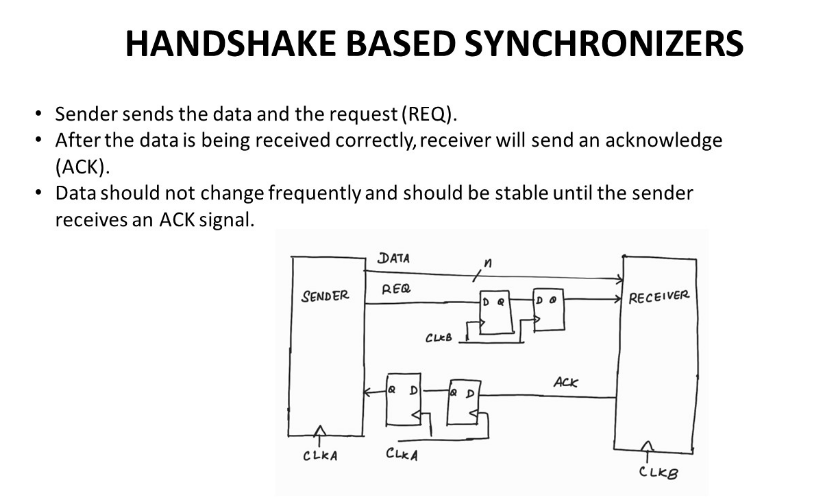 HANDSHAKE BASED SYNCHRONIZERS
• Sender sends the data and the request (REQ).
• After the data is being received correctly, receiver will send an acknowledge
(ACK).
• Data should not change frequently and should be stable until the sender
receives an ACK signal.
DATA
n
SENDER
REQ
D Q
D Q
RECEIVER
CLKB
Q D
Q D
ACK
CLKA
CLKA
CLKB